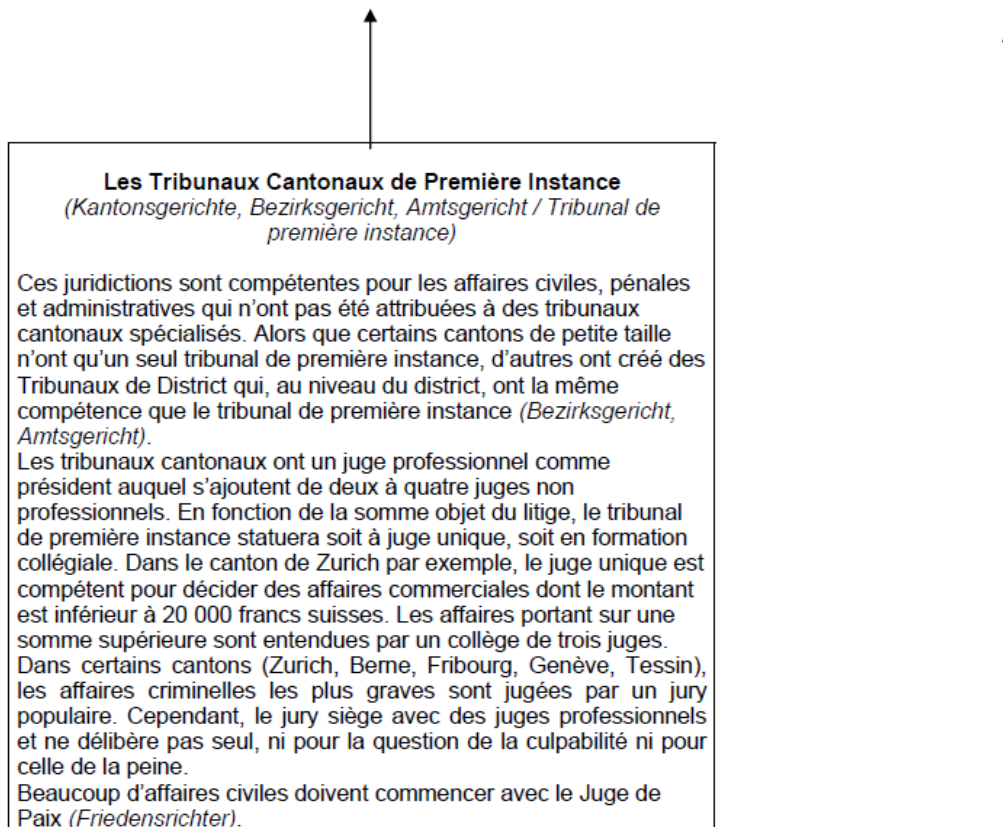 Les Tribunaux Cantonaux de Première Instance
(Kantonsgerichte, Bezirksgericht, Amtsgericht / Tribunal de
première instance)
Ces juridictions sont compétentes pour les affaires civiles, pénales
et administratives qui n’ont pas été attribuées à des tribunaux
cantonaux spécialisés. Alors que certains cantons de petite taille
n’ont qu’un seul tribunal de première instance, d’autres ont créé des
Tribunaux de District qui, au niveau du district, ont la même
compétence que le tribunal de première instance (Bezirksgericht,
Amtsgericht).
Les tribunaux cantonaux ont un juge professionnel comme
président auquel s’ajoutent de deux à quatre juges non
professionnels. En fonction de la somme objet du litige, le tribunal
de première instance statuera soit à juge unique, soit en formation
collégiale. Dans le canton de Zurich par exemple, le juge unique est
compétent pour décider des affaires commerciales dont le montant
est inférieur à 20 000 francs suisses. Les affaires portant sur une
somme supérieure sont entendues par un collège de trois juges.
Dans certains cantons (Zurich, Berne, Fribourg, Genève, Tessin),
les affaires criminelles les plus graves sont jugées par un jury
populaire. Cependant, le jury siège avec des juges professionnels
et ne délibère pas seul, ni pour la question de la culpabilité ni pour
celle de la peine.
Beaucoup d’affaires civiles doivent commencer avec le Juge de
Paix (Friedensrichter).